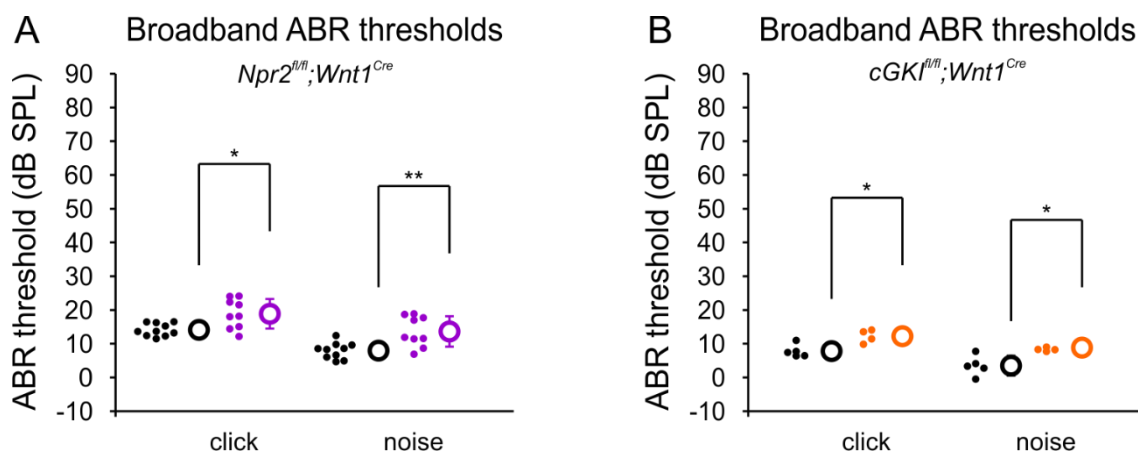 A
Broadband ABR thresholds
Npr2fl/fl;Wnt1Cre
ABR threshold (dB SPL)
90
80
70
60
50
40
30
20
10
0
-10
*
**
click
noise
B
Broadband ABR thresholds
cGKIfl/fl;Wnt1Cre
ABR threshold (dB SPL)
90
80
70
60
50
40
30
20
10
0
-10
*
*
click
noise